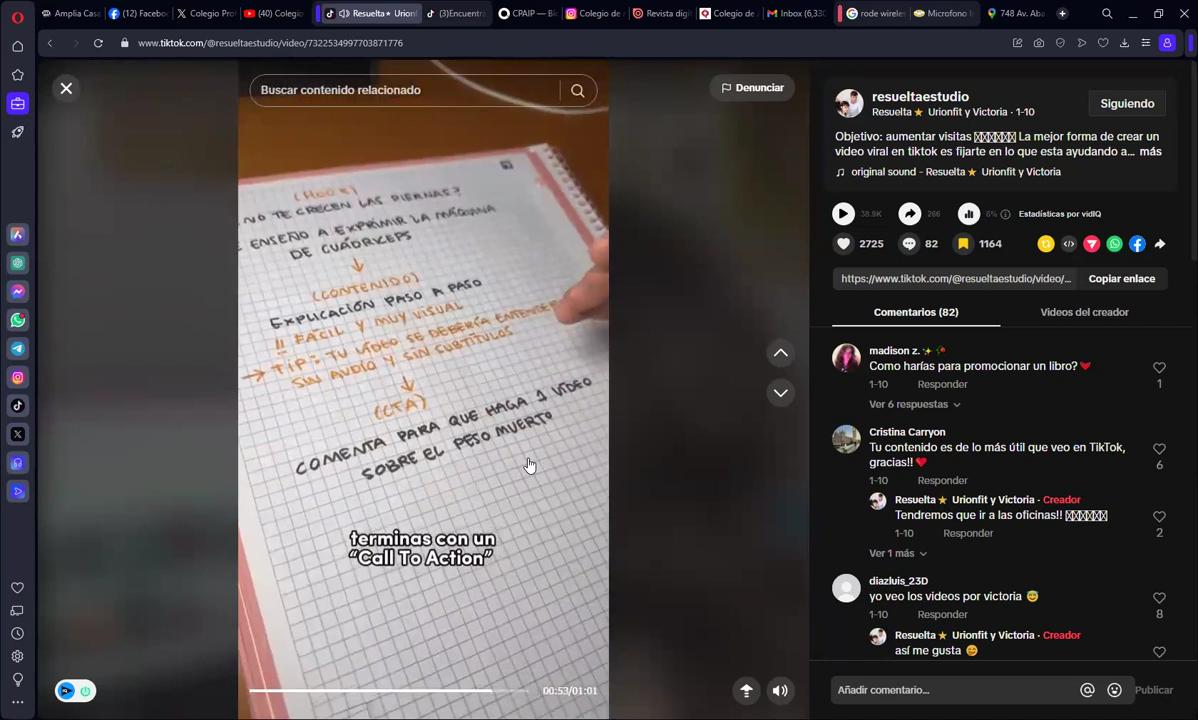 Amplia Casa
(12) Faceb
Colegio Pro
(40) Colegio
Resuelta★ Urionf
(3)Encuentra
CPAIP — Bi
Colegio de
Revista digi
Colegio de
Inbox (6,33
rode wireles
Microfono
748 Av. Aba
www.tiktok.com/@resueltaestudio/video/7322534997703871776
Buscar contenido relacionado
Denunciar
(HOOK)
NO TE CRECEN LAS PIERNAS?
ENSEÑO A EXPRIMIR LA MÁQUINA
DE CUÁDRICEPS
(CONTENIDO)
EXPLICACIÓN PASO A PASO
!! FÁCIL Y MUY VISUAL
→ TIP: TU VÍDEO SE DEBERÍA ENTENDER
SIN AUDIO Y SIN SUBTÍTULOS
(CTA)
COMENTA PARA QUE HAGA 1 VÍDEO
SOBRE EL PESO MUERTO
terminas con un
"Call To Action"
00:53/01:01
resueltaestudio
Resuelta★ Urionfit y Victoria · 1-10
Siguiendo
Objetivo: aumentar visitas La mejor forma de crear un
video viral en tiktok es fijarte en lo que esta ayudando a... más
♫ original sound - Resuelta★ Urionfit y Victoria
38.9K
266
6%
Estadísticas por vidIQ
2725
82
1164
https://www.tiktok.com/@resueltaestudio/video/...
Copiar enlace
Comentarios (82)
Videos del creador
madison z.
Como harías para promocionar un libro?❤
1-10 Responder
1
Ver 6 respuestas
Cristina Carryon
Tu contenido es de lo más útil que veo en TikTok,
gracias!!❤
6
1-10 Responder
Resuelta★ Urionfit y Victoria · Creador
Tendremos que ir a las oficinas!!
1-10 Responder
2
Ver 1 más
diazluis_23D
yo veo los videos por victoria 😇
1-10 Responder
8
Resuelta★ Urionfit y Victoria · Creador
así me gusta 😄
Añadir comentario...
Publicar